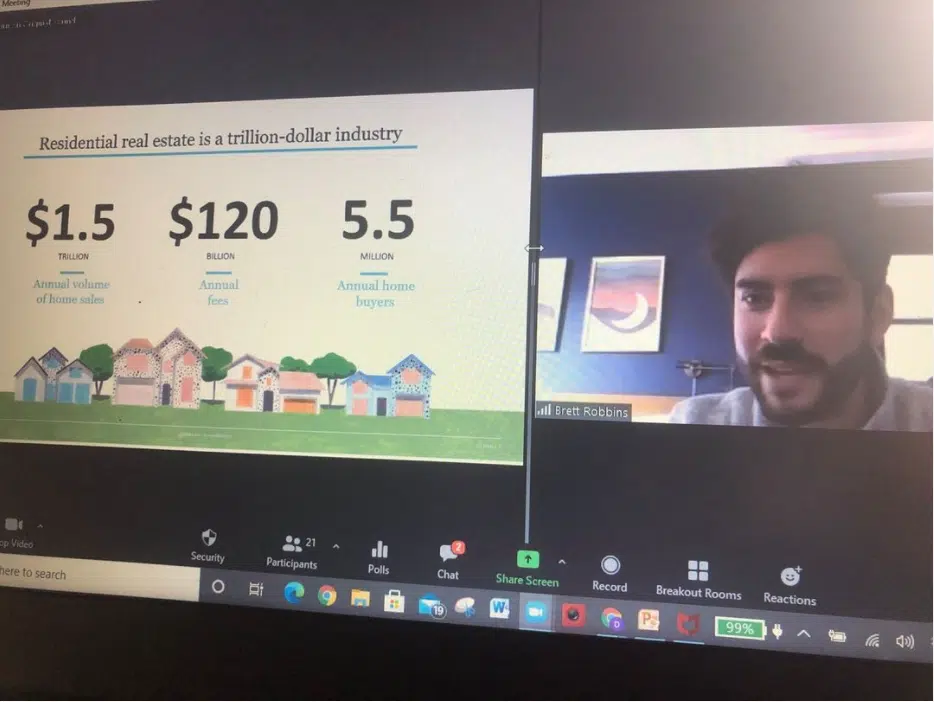 Meeting
Residential real estate is a trillion-dollar industry
$1.5
TRILLION
Annual volume
of home sales
$120
BILLION
Annual
fees
5.5
MILLION
Annual home
buyers
Brett Robbins
op Video
Security
21
Participants
Polls
2
Chat
Share Screen
Record
Breakout Rooms
Reactions
here to search
19
W
P
99%